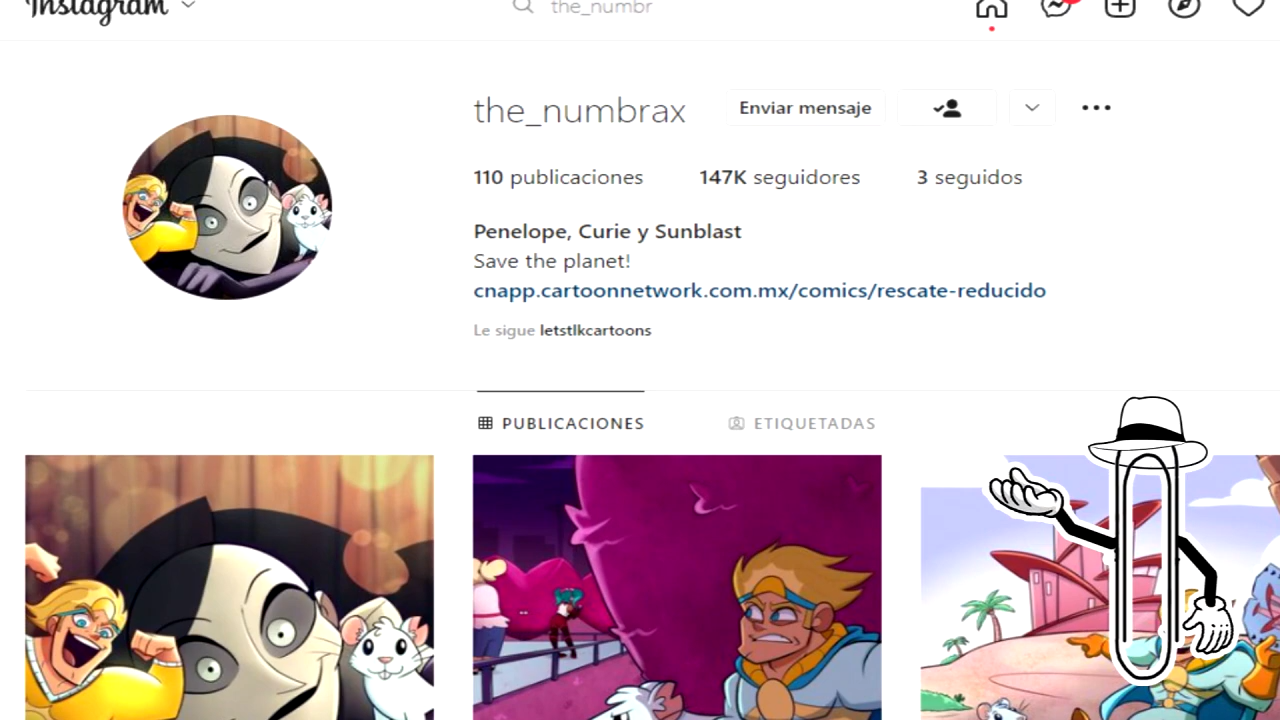 Instagram
the_numbr
the_numbrax
Enviar mensaje
110 publicaciones 147K seguidores 3 seguidos
Penelope, Curie y Sunblast
Save the planet!
cnapp.cartoonnetwork.com.mx/comics/rescate-reducido
Le sigue letstlkcartoons
PUBLICACIONES ETIQUETADAS